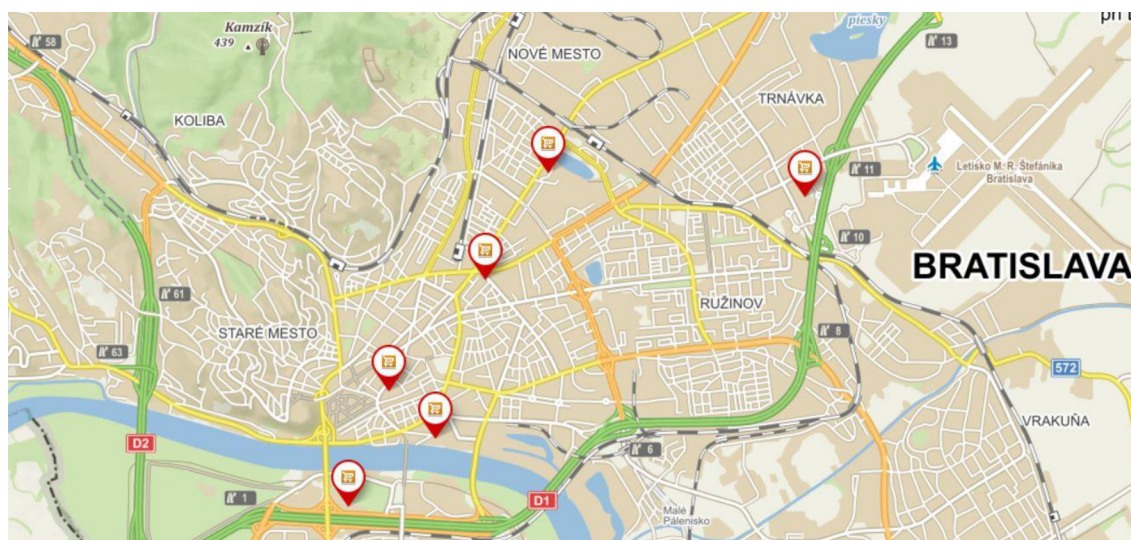 58
Kamzík
439
piesky
pri
13
NOVÉ MESTO
TRNÁVKA
KOLIBA
11
Letisko M. R. Štefánika
Bratislava
10
BRATISLAVA
61
RUŽINOV
STARÉ MESTO
8
63
572
VRAKUŇA
D2
6
1
D1
Malé
Pálenisko